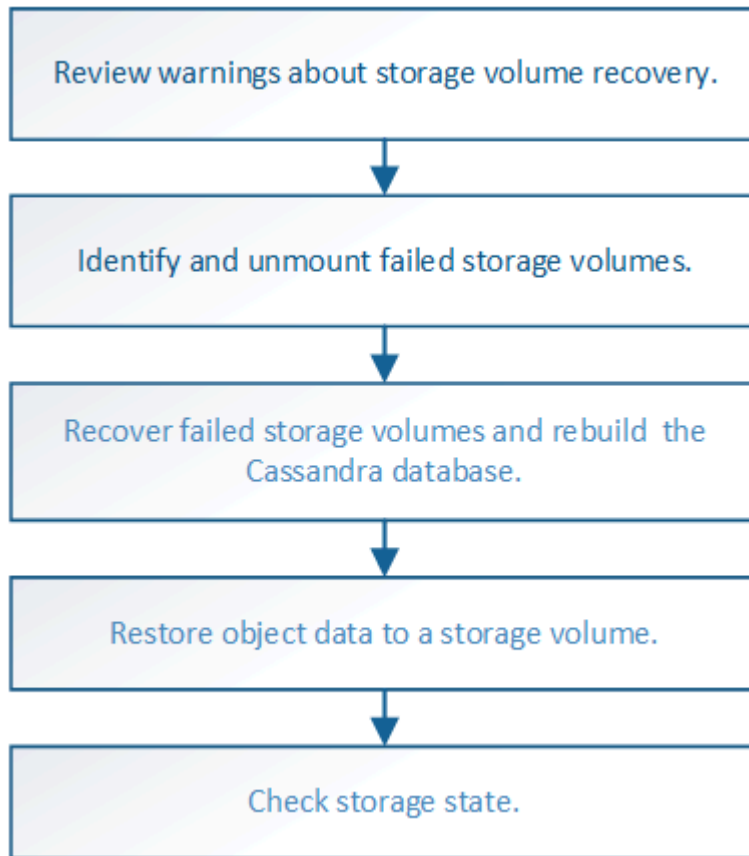 Review warnings about storage volume recovery.
Identify and unmount failed storage volumes.
Recover failed storage volumes and rebuild the
Cassandra database.
Restore object data to a storage volume.
Check storage state.